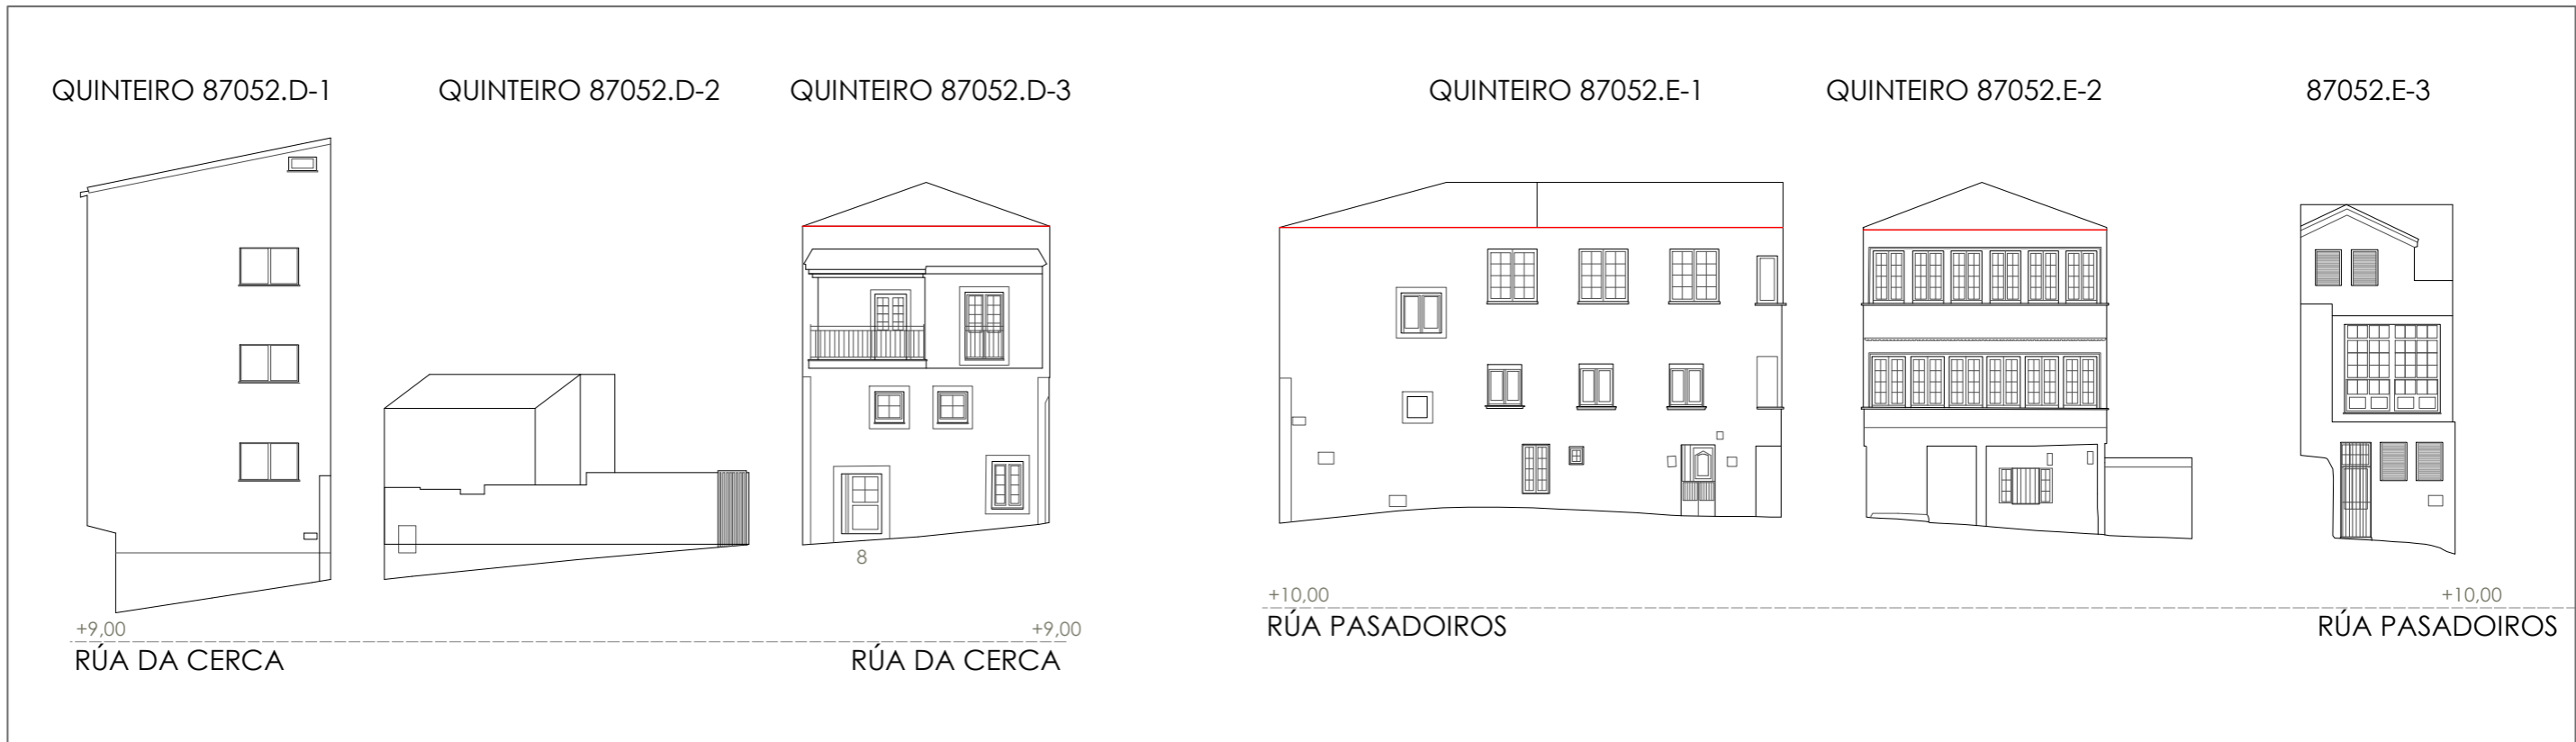 QUINTEIRO 87052.D-1
QUINTEIRO 87052.D-2
QUINTEIRO 87052.D-3
QUINTEIRO 87052.E-1
QUINTEIRO 87052.E-2
87052.E-3
8
+9,00
+9,00
RÚA DA CERCA
RÚA DA CERCA
+10,00
+10,00
RÚA PASADOIROS
RÚA PASADOIROS